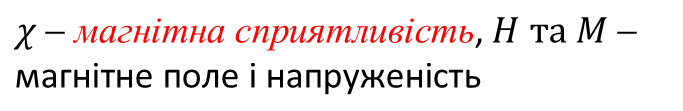 χ – магнітна сприятливість, H та M –
магнітне поле і напруженість